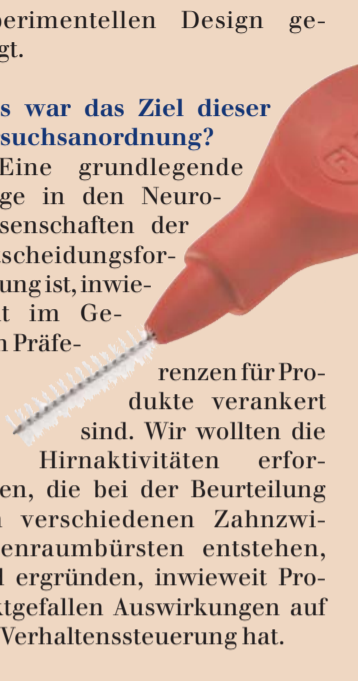 perimentellen Design ge-
gt.
s war das Ziel dieser
suchsanordnung?
Eine grundlegende
ge in den Neuro-
senschaften der
scheidungsfor-
ung ist, inwie-
t im Ge-
n Präfe-
renzen für Pro-
dukte verankert
sind. Wir wollten die
Hirnaktivitäten erfor-
en, die bei der Beurteilung
n verschiedenen Zahnzwi-
enraumbürsten entstehen,
d ergründen, inwieweit Pro-
ktgefallen Auswirkungen auf
Verhaltenssteuerung hat.